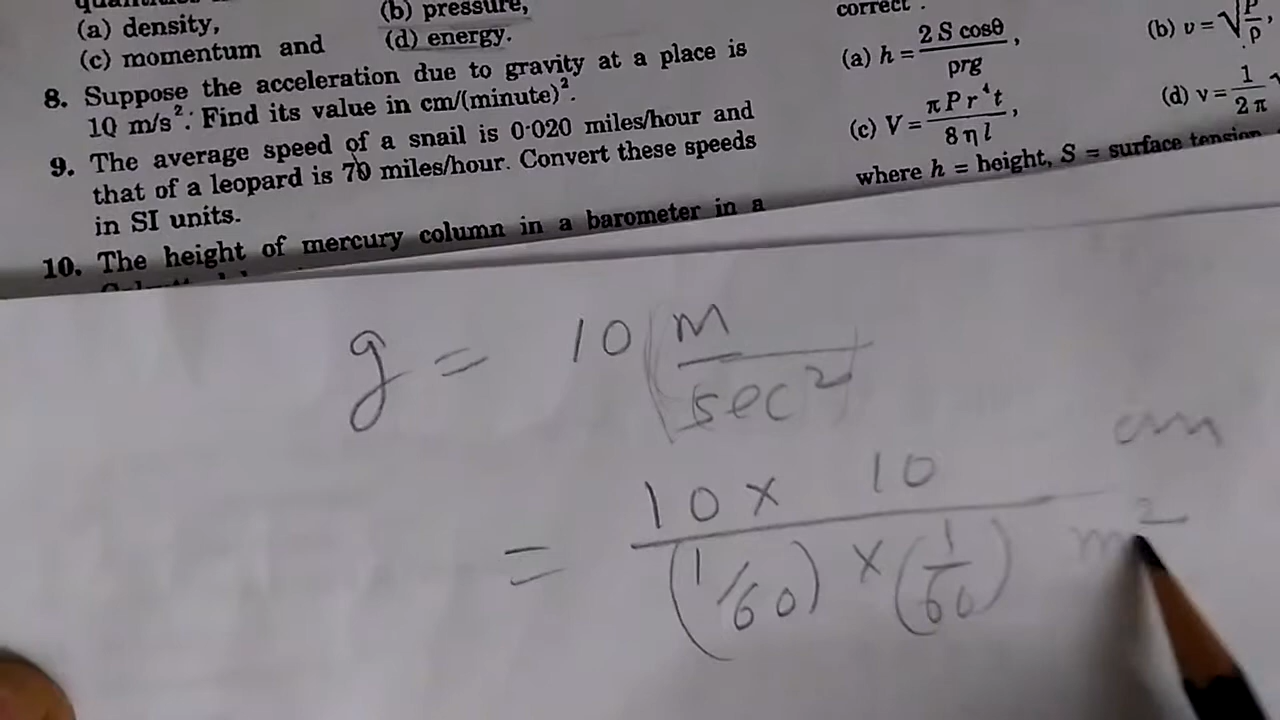 (a) density,
(b) pressure,
(c) momentum and
(d) energy.
8. Suppose the acceleration due to gravity at a place is
10 m/s². Find its value in cm/(minute)².
9. The average speed of a snail is 0·020 miles/hour and
that of a leopard is 70 miles/hour. Convert these speeds
in SI units.
10. The height of mercury column in a barometer in a
correct .
(a) h = 2 S cosθ / ρrg ,
(b) υ = √P/ρ ,
(c) V = π P r⁴ t / 8 η l ,
(d) ν = 1 / 2 π
where h = height, S = surface tension
g = 10 m / sec²
= 10 x 10 cm / (1/60) x (1/60) m²